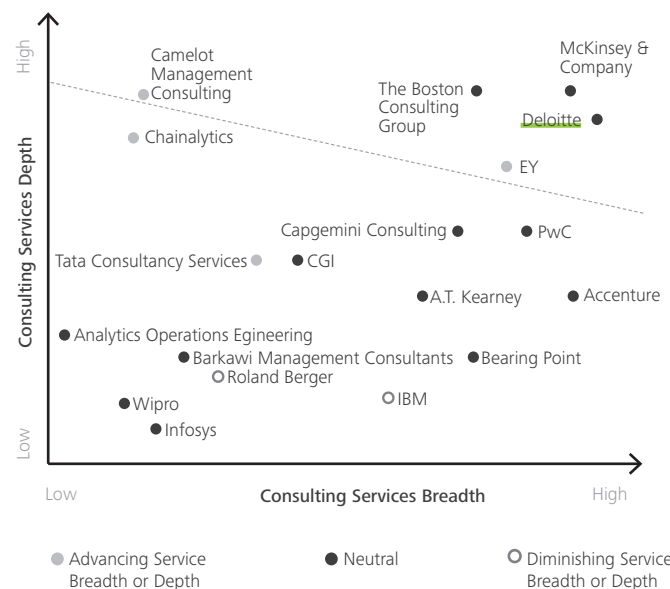 High
Camelot
Management
Consulting
McKinsey &
Company
The Boston
Consulting
Group
Deloitte
Chainalytics
EY
Consulting Services Depth
Capgemini Consulting
PwC
Tata Consultancy Services
CGI
A.T. Kearney
Accenture
Analytics Operations Egineering
Barkawi Management Consultants
Bearing Point
Roland Berger
IBM
Wipro
Infosys
Low
Low
Consulting Services Breadth
High
Advancing Service
Breadth or Depth
Neutral
Diminishing Service
Breadth or Depth